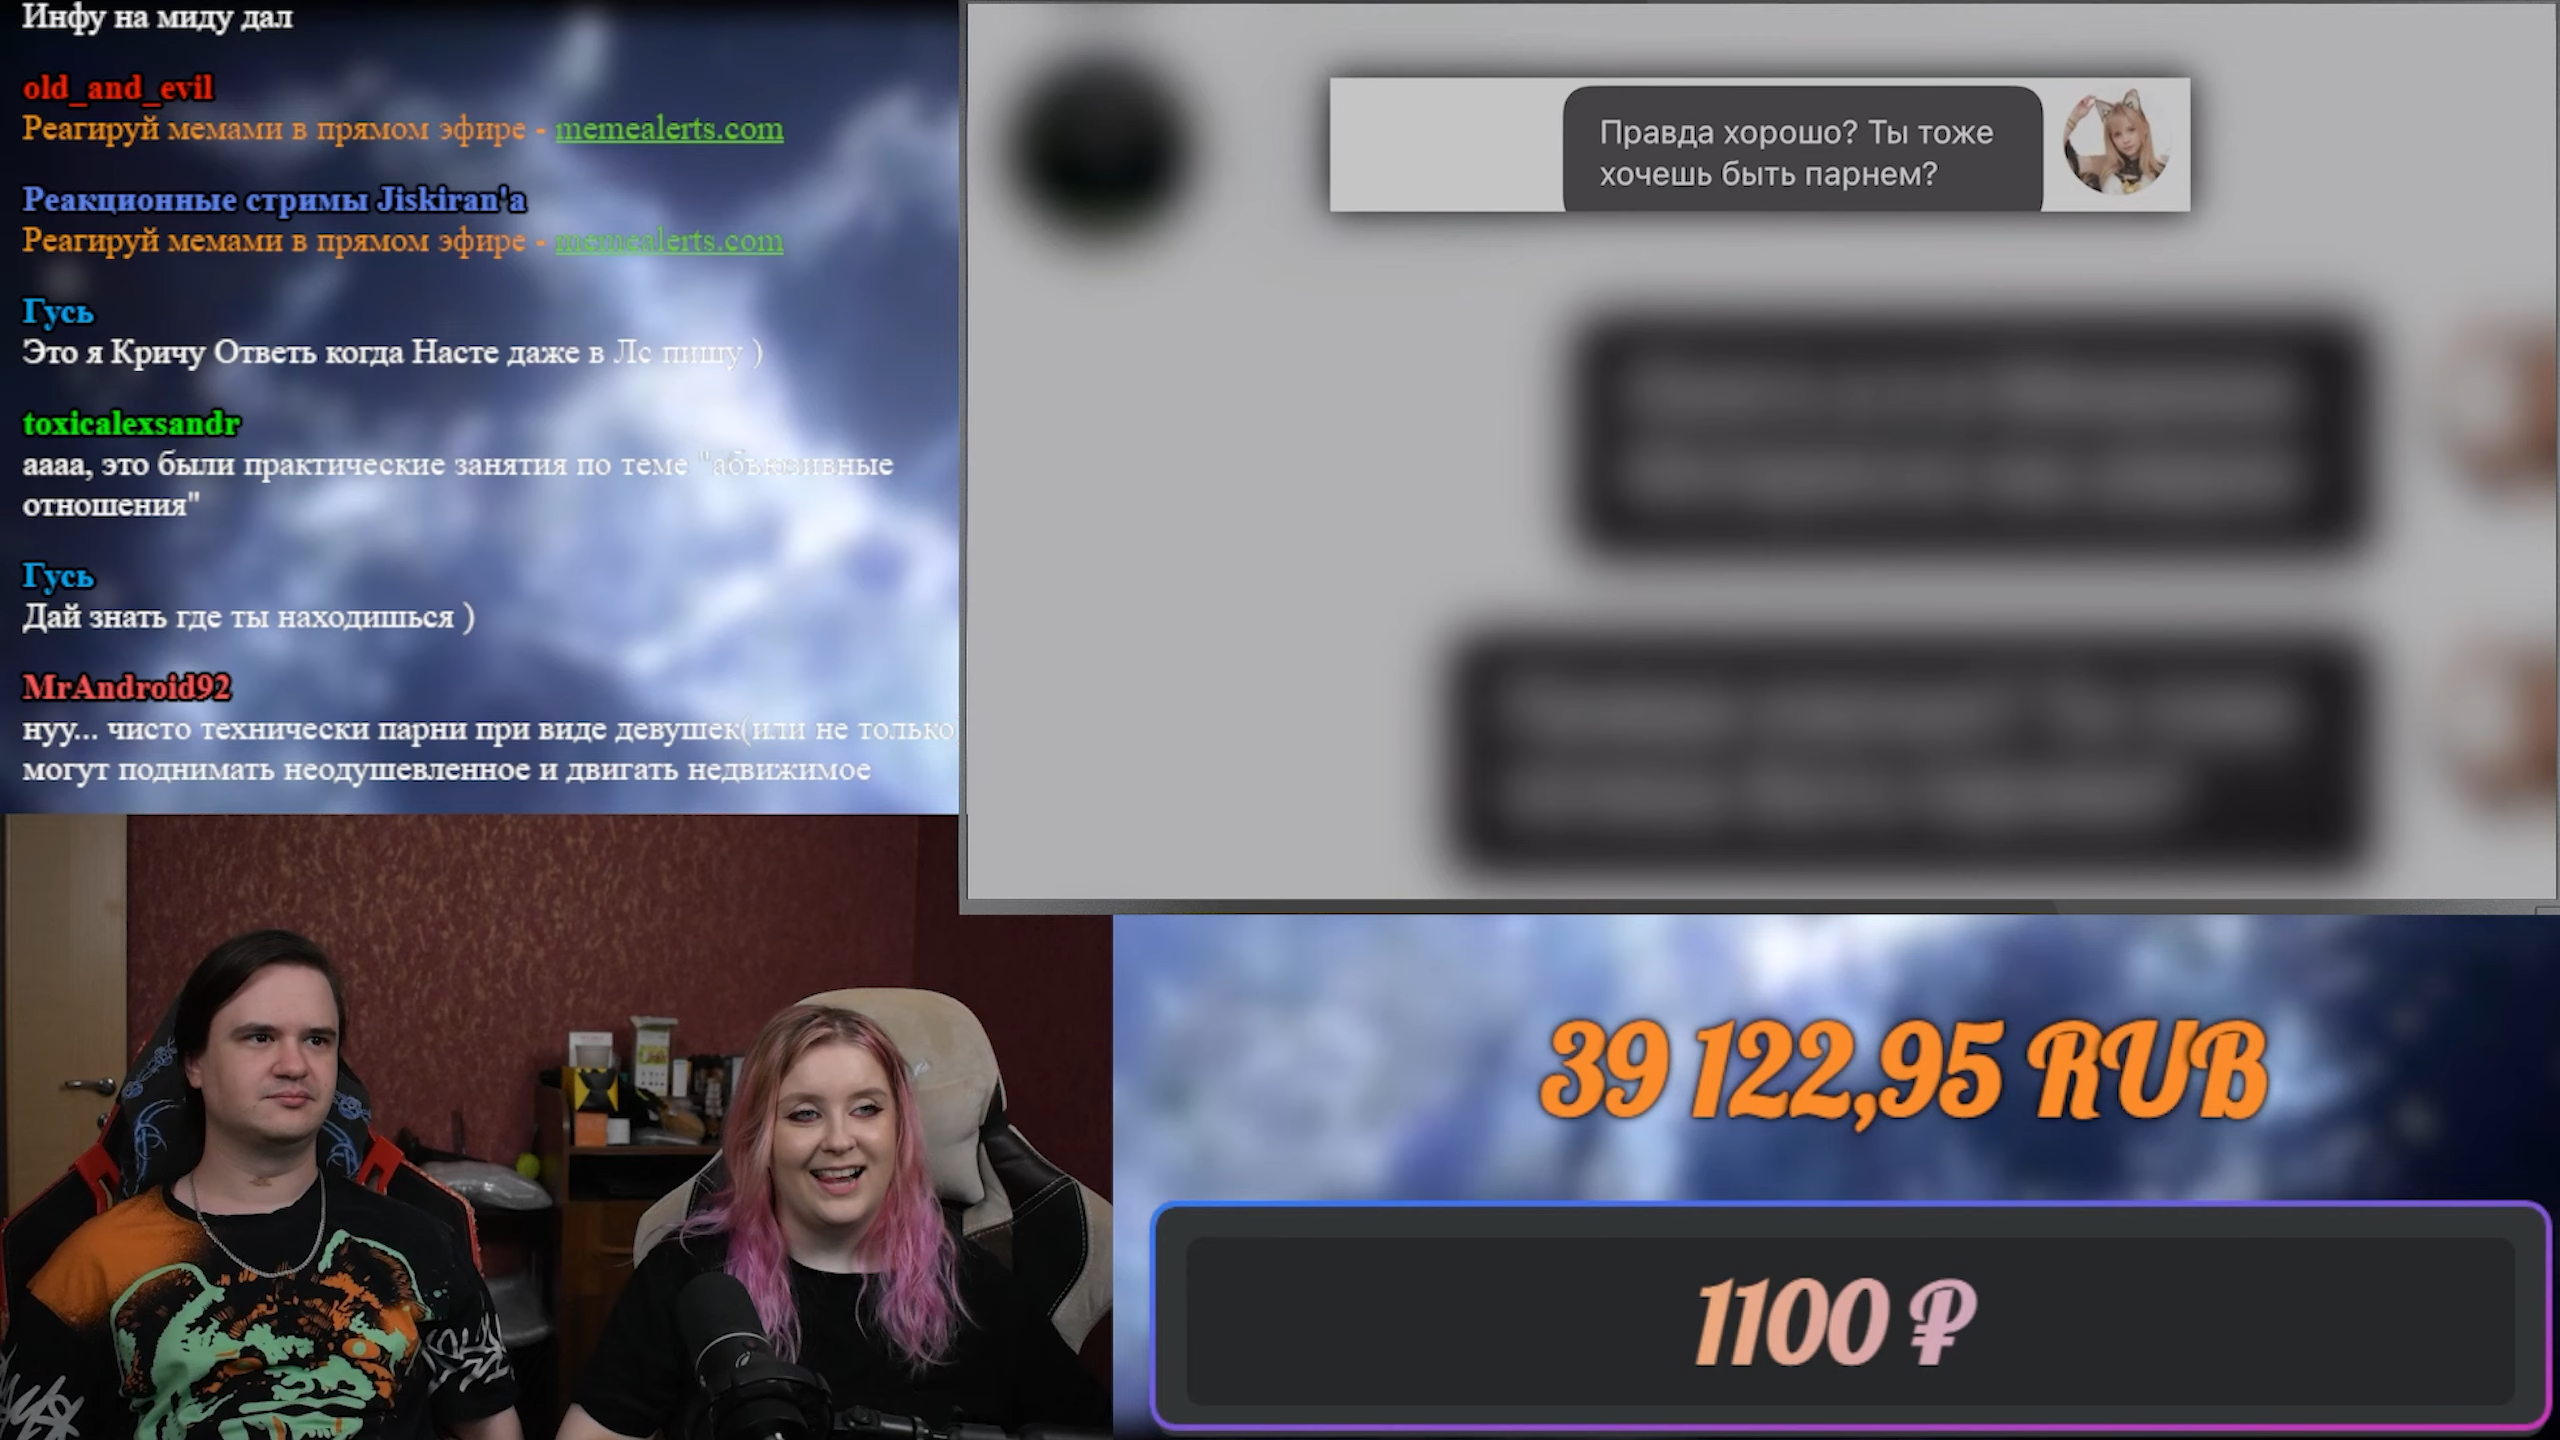 Инфу на миду дал
old_and_evil
Реагируй мемами в прямом эфире - memealerts.com
Реакционные стримы Jiskiran'a
Реагируй мемами в прямом эфире - memealerts.com
Гусь
Это я Кричу Ответь когда Насте даже в Лс пишу )
toxicalexsandr
аааа, это были практические занятия по теме "абьюзивные
отношения"
Гусь
Дай знать где ты находишься )
MrAndroid92
нуу... чисто технически парни при виде девушек(или не только
могут поднимать неодушевленное и двигать недвижимое
Правда хорошо? Ты тоже
хочешь быть парнем?
39 122,95 RUB
1100 ₽